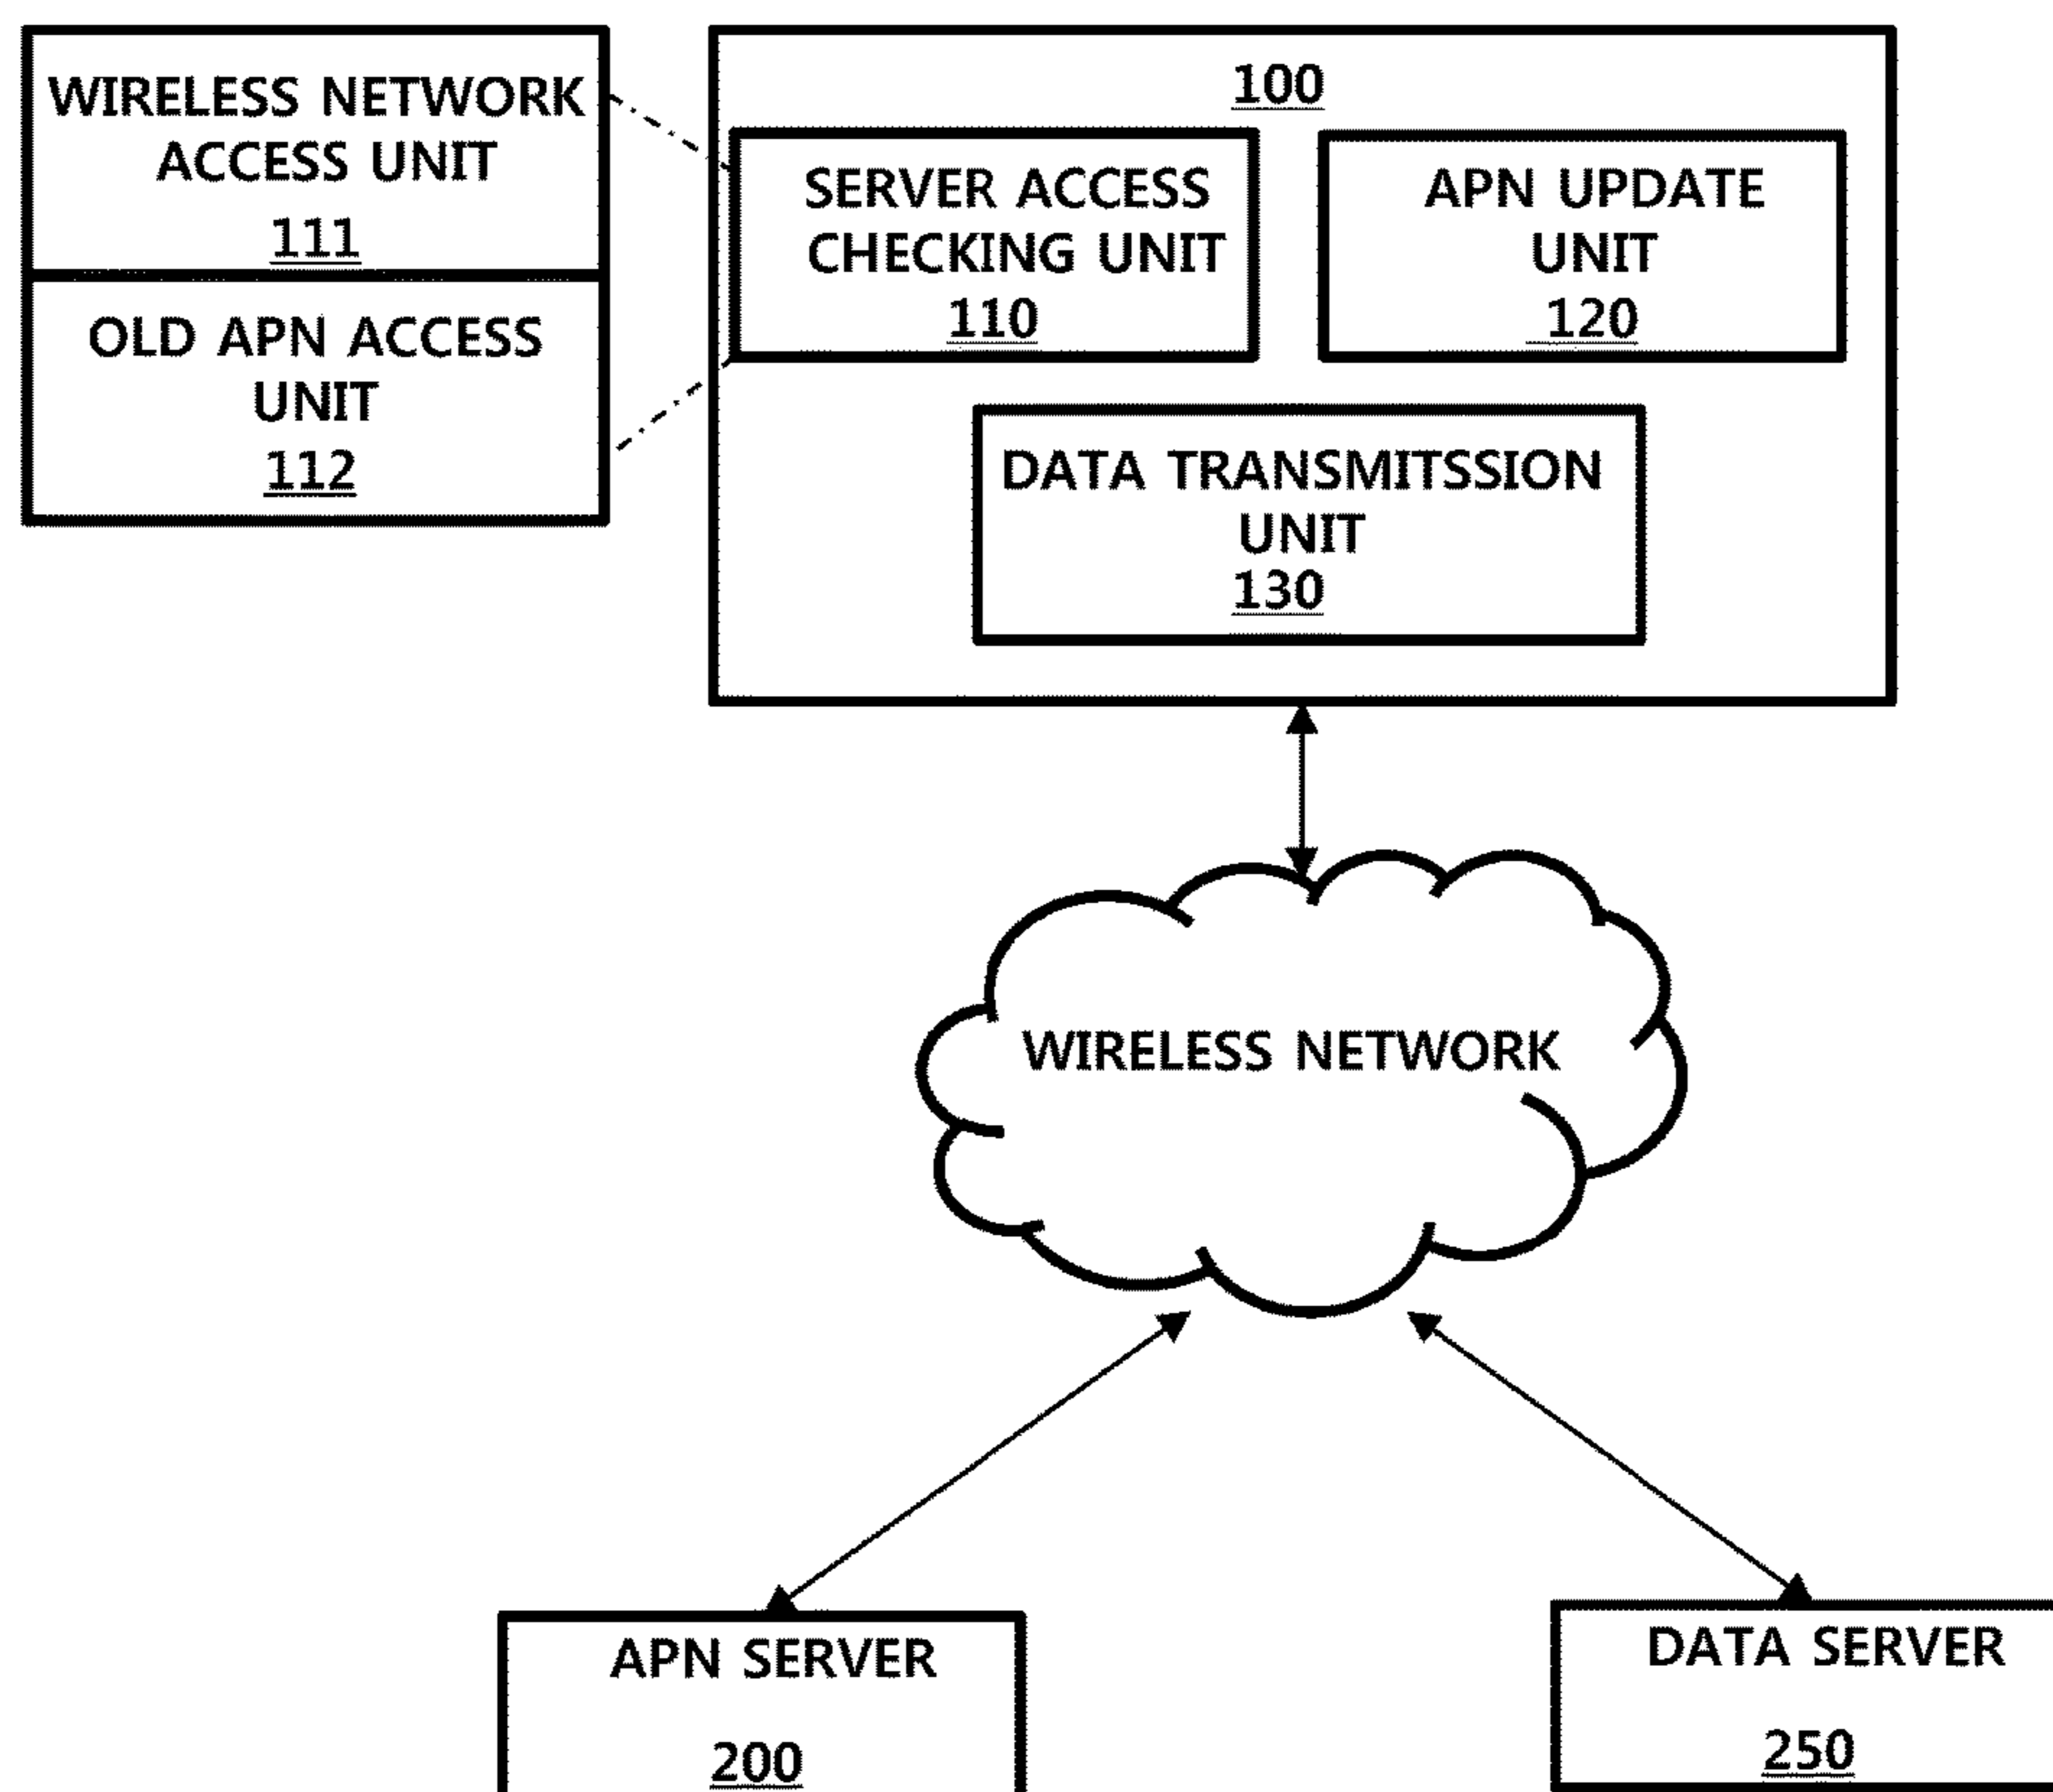 WIRELESS NETWORK
ACCESS UNIT
111
OLD APN ACCESS
UNIT
112
100
SERVER ACCESS
CHECKING UNIT
110
APN UPDATE
UNIT
120
DATA TRANSMITSSION
UNIT
130
WIRELESS NETWORK
APN SERVER
200
DATA SERVER
250